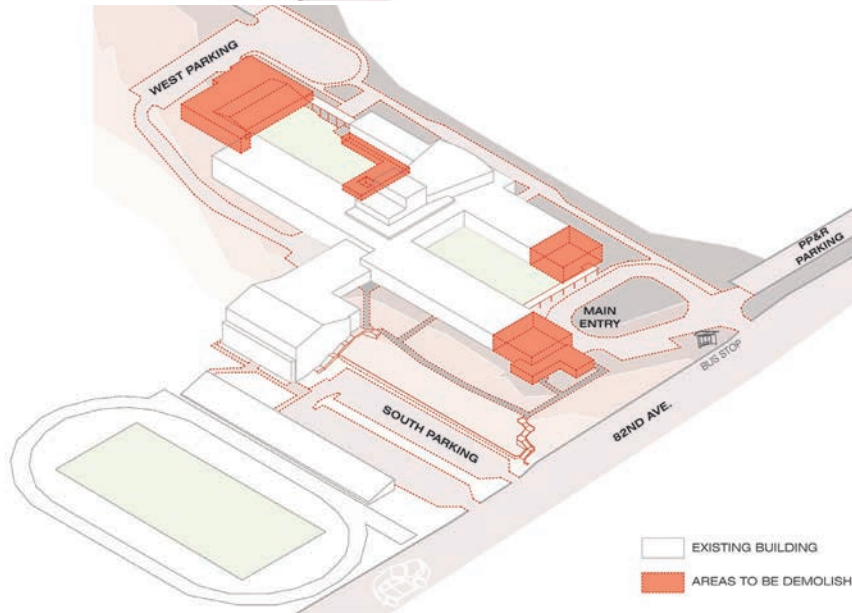 WEST PARKING
PP&R
PARKING
MAIN
ENTRY
BUS STOP
82ND AVE.
SOUTH PARKING
EXISTING BUILDING
AREAS TO BE DEMOLISH